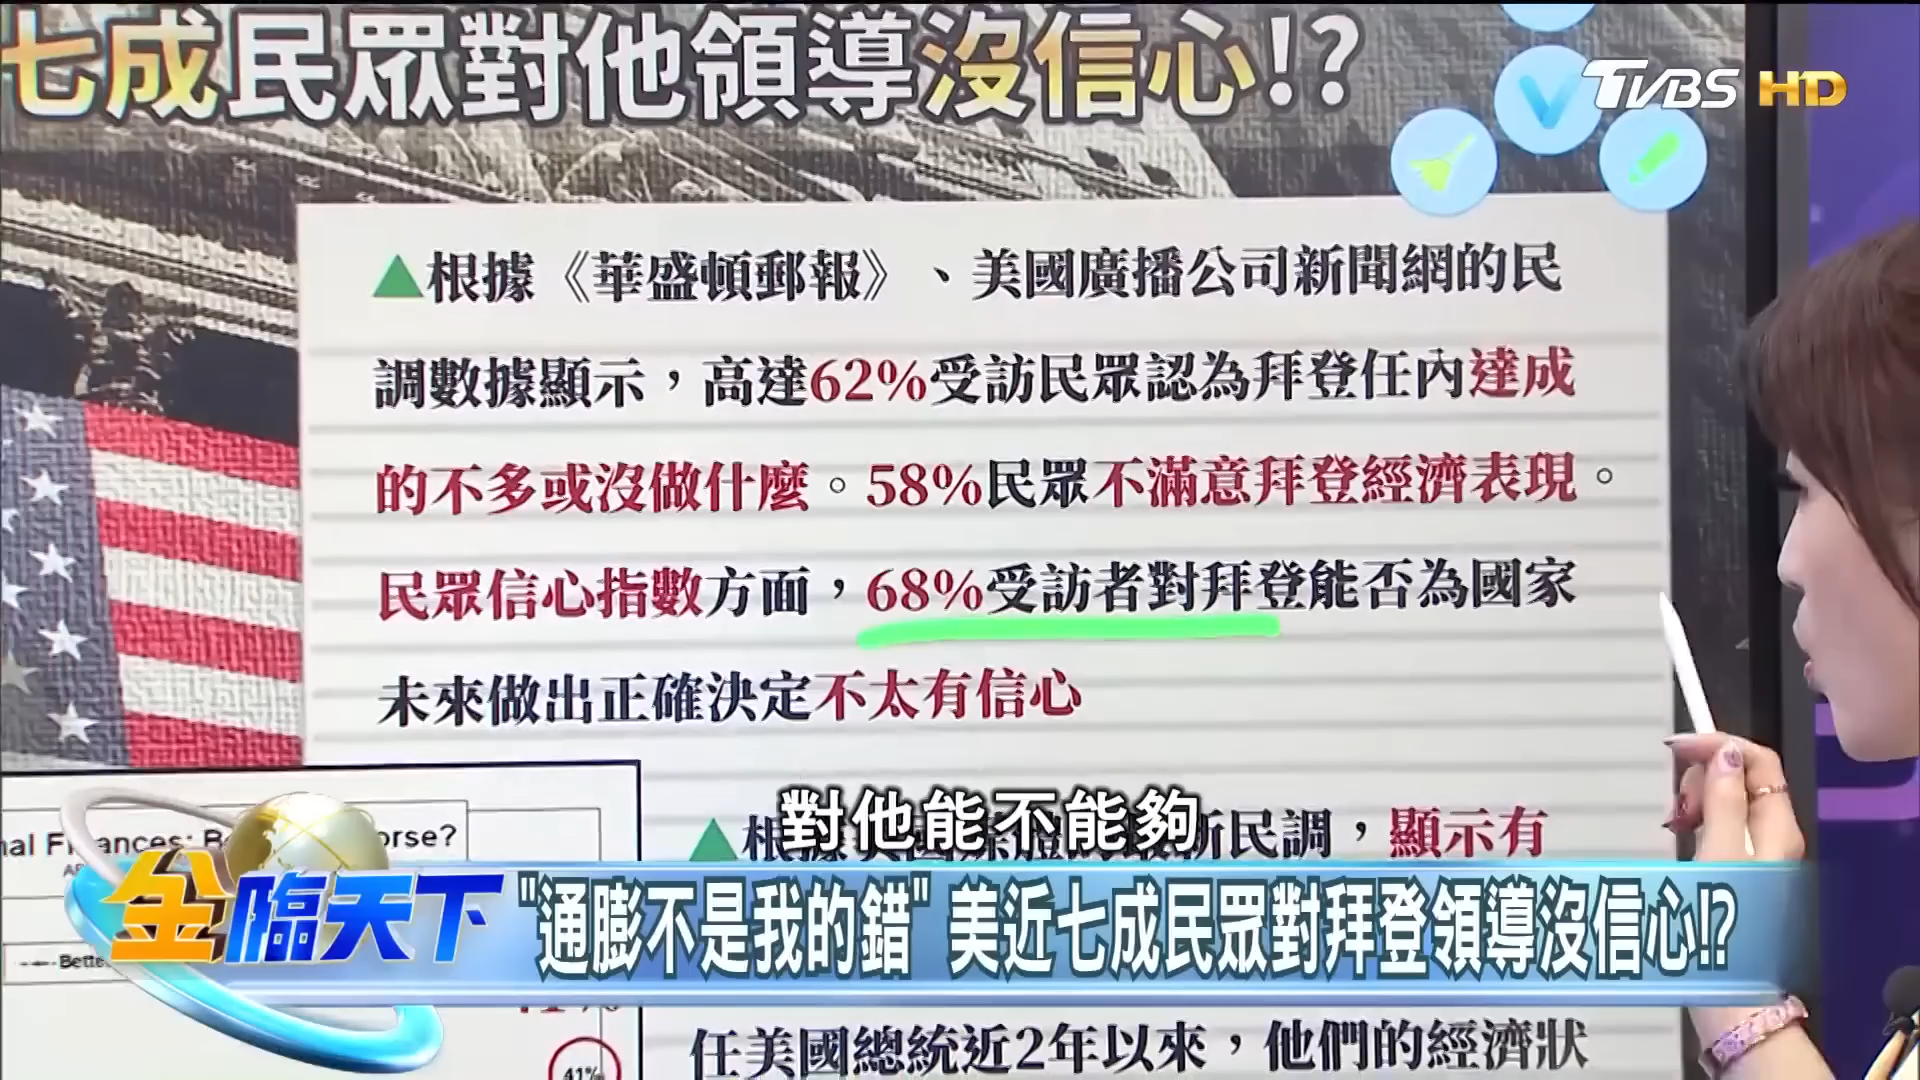 七成民眾對他領導沒信心!?
TVBS HD
▲根據《華盛頓郵報》、美國廣播公司新聞網的民
調數據顯示，高達62%受訪民眾認為拜登任內達成
的不多或沒做什麼。58%民眾不滿意拜登經濟表現。
民眾信心指數方面，68%受訪者對拜登能否為國家
未來做出正確決定不太有信心
對他能不能夠
新民調，顯示有
orse?
金臨天下
"通膨不是我的錯" 美近七成民眾對拜登領導沒信心!?
任美國總統近2年以來，他們的經濟狀
41%